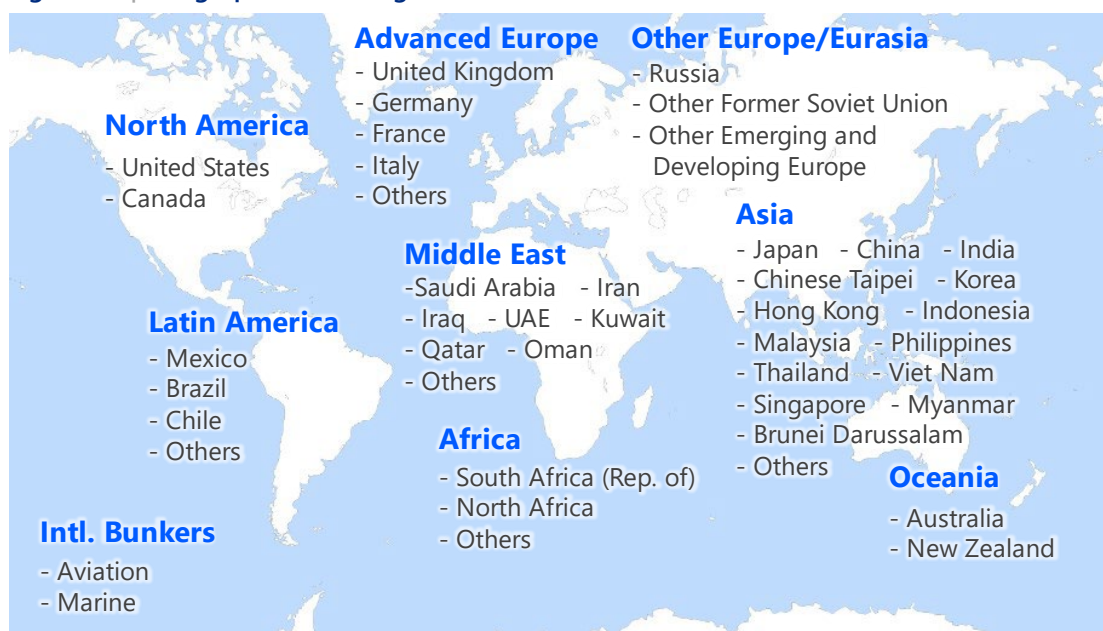 Advanced Europe
- United Kingdom
- Germany
- France
- Italy
- Others
Other Europe/Eurasia
- Russia
- Other Former Soviet Union
- Other Emerging and
Developing Europe
North America
- United States
- Canada
Asia
- Japan - China - India
- Chinese Taipei - Korea
- Hong Kong - Indonesia
- Malaysia - Philippines
- Thailand - Viet Nam
- Singapore - Myanmar
- Brunei Darussalam
- Others
Middle East
-Saudi Arabia - Iran
- Iraq - UAE - Kuwait
- Qatar - Oman
- Others
Latin America
- Mexico
- Brazil
- Chile
- Others
Africa
- South Africa (Rep. of)
- North Africa
- Others
Oceania
- Australia
- New Zealand
Intl. Bunkers
- Aviation
- Marine